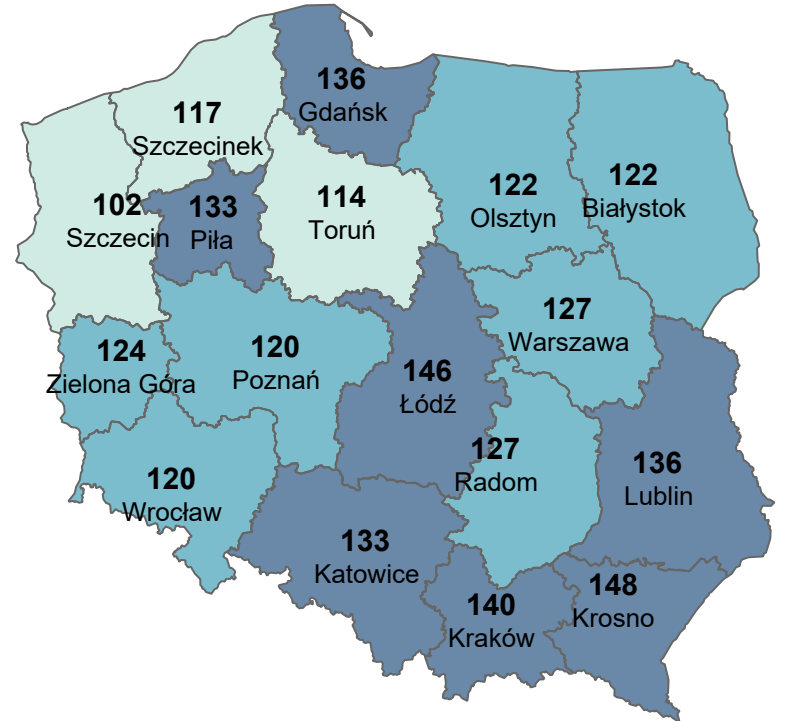 136
Gdańsk
117
Szczecinek
102
Szczecin
133
Piła
114
Toruń
122
Olsztyn
122
Białystok
124
Zielona Góra
120
Poznań
146
Łódź
127
Warszawa
120
Wrocław
127
Radom
136
Lublin
133
Katowice
140
Kraków
148
Krosno